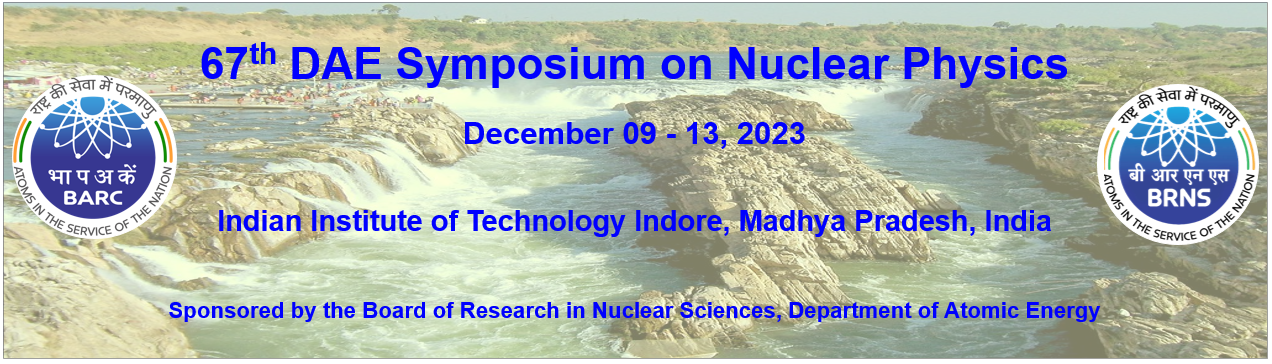 67th DAE Symposium on Nuclear Physics
December 09 - 13, 2023
राष्ट्र की सेवा में परमाणु
भा प अ कें
BARC
ATOMS IN THE SERVICE OF THE NATION
राष्ट्र की सेवा में परमाणु
बी आर एन एस
BRNS
ATOMS IN THE SERVICE OF THE NATION
Indian Institute of Technology Indore, Madhya Pradesh, India
Sponsored by the Board of Research in Nuclear Sciences, Department of Atomic Energy